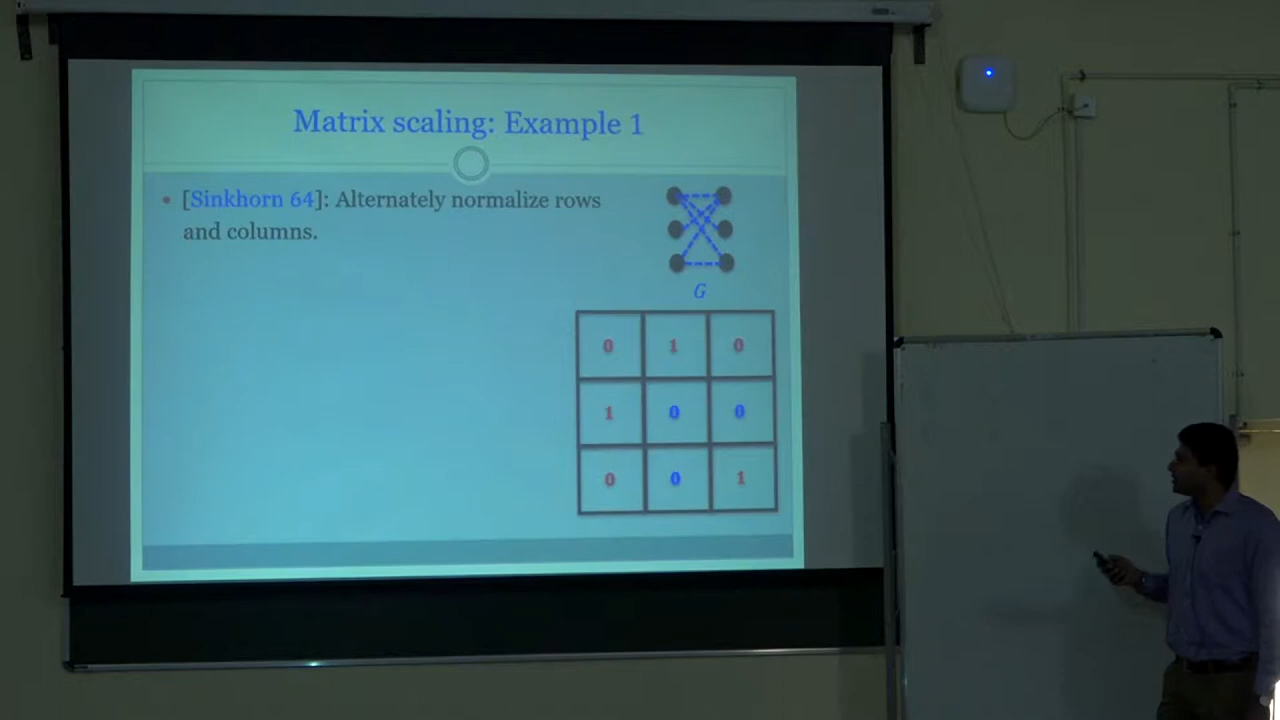 Matrix scaling: Example 1
• [Sinkhorn 64]: Alternately normalize rows
and columns.
G
0 1 0
1 0 0
0 0 1